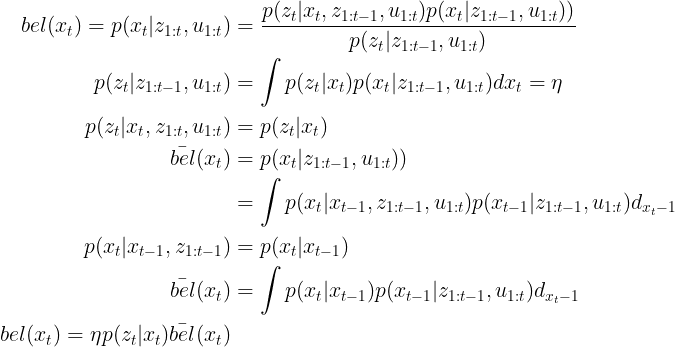 bel(x_t) = p(x_t|z_{1:t}, u_{1:t}) = \frac{p(z_t|x_t, z_{1:t-1}, u_{1:t})p(x_t|z_{1:t-1}, u_{1:t}))}{p(z_t|z_{1:t-1}, u_{1:t})}
p(z_t|z_{1:t-1}, u_{1:t}) = \int p(z_t|x_t)p(x_t|z_{1:t-1}, u_{1:t})dx_t = η
p(z_t|x_t, z_{1:t}, u_{1:t}) = p(z_t|x_t)
\bar{bel}(x_t) = p(x_t|z_{1:t-1}, u_{1:t}))
= \int p(x_t|x_{t-1}, z_{1:t-1}, u_{1:t})p(x_{t-1}|z_{1:t-1}, u_{1:t})d_{x_t-1}
p(x_t|x_{t-1}, z_{1:t-1}) = p(x_t|x_{t-1})
\bar{bel}(x_t) = \int p(x_t|x_{t-1})p(x_{t-1}|z_{1:t-1}, u_{1:t})d_{x_t-1}
bel(x_t) = ηp(z_t|x_t)\bar{bel}(x_t)